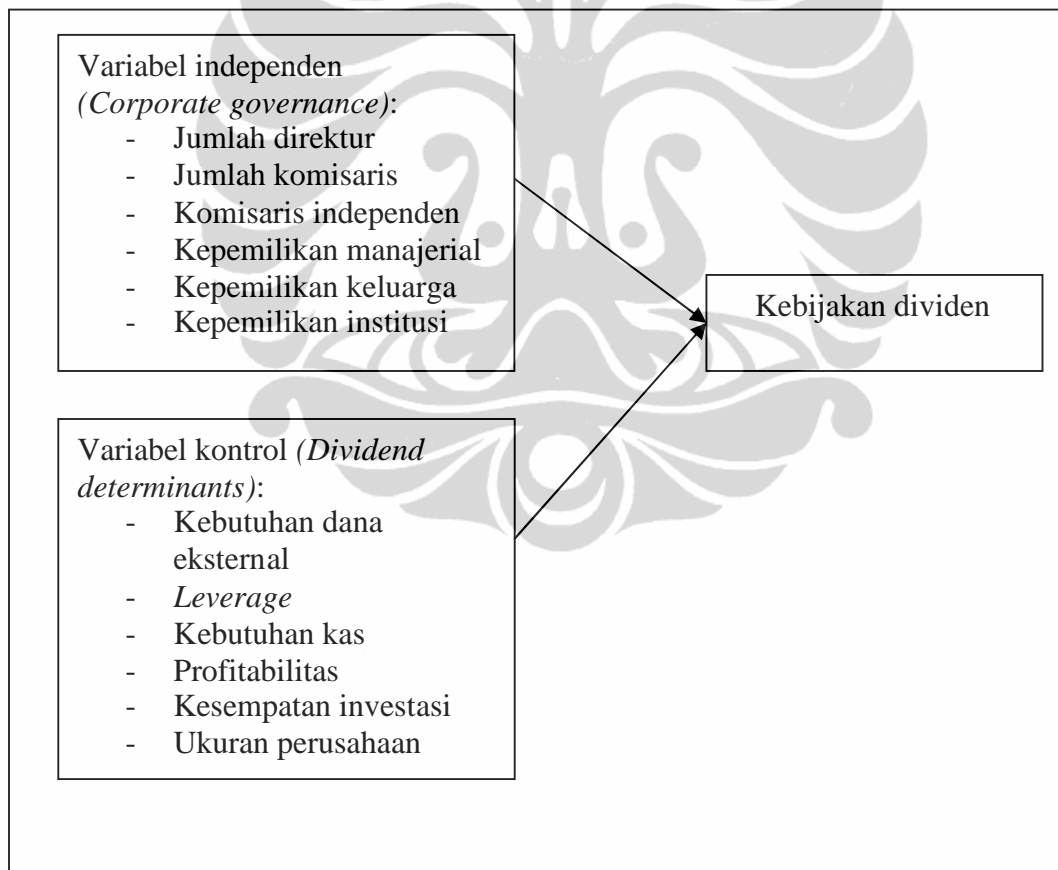 Variabel independen
(Corporate governance):
- Jumlah direktur
- Jumlah komisaris
- Komisaris independen
- Kepemilikan manajerial
- Kepemilikan keluarga
- Kepemilikan institusi
Kebijakan dividen
Variabel kontrol (Dividend
determinants):
- Kebutuhan dana
eksternal
- Leverage
- Kebutuhan kas
- Profitabilitas
- Kesempatan investasi
- Ukuran perusahaan